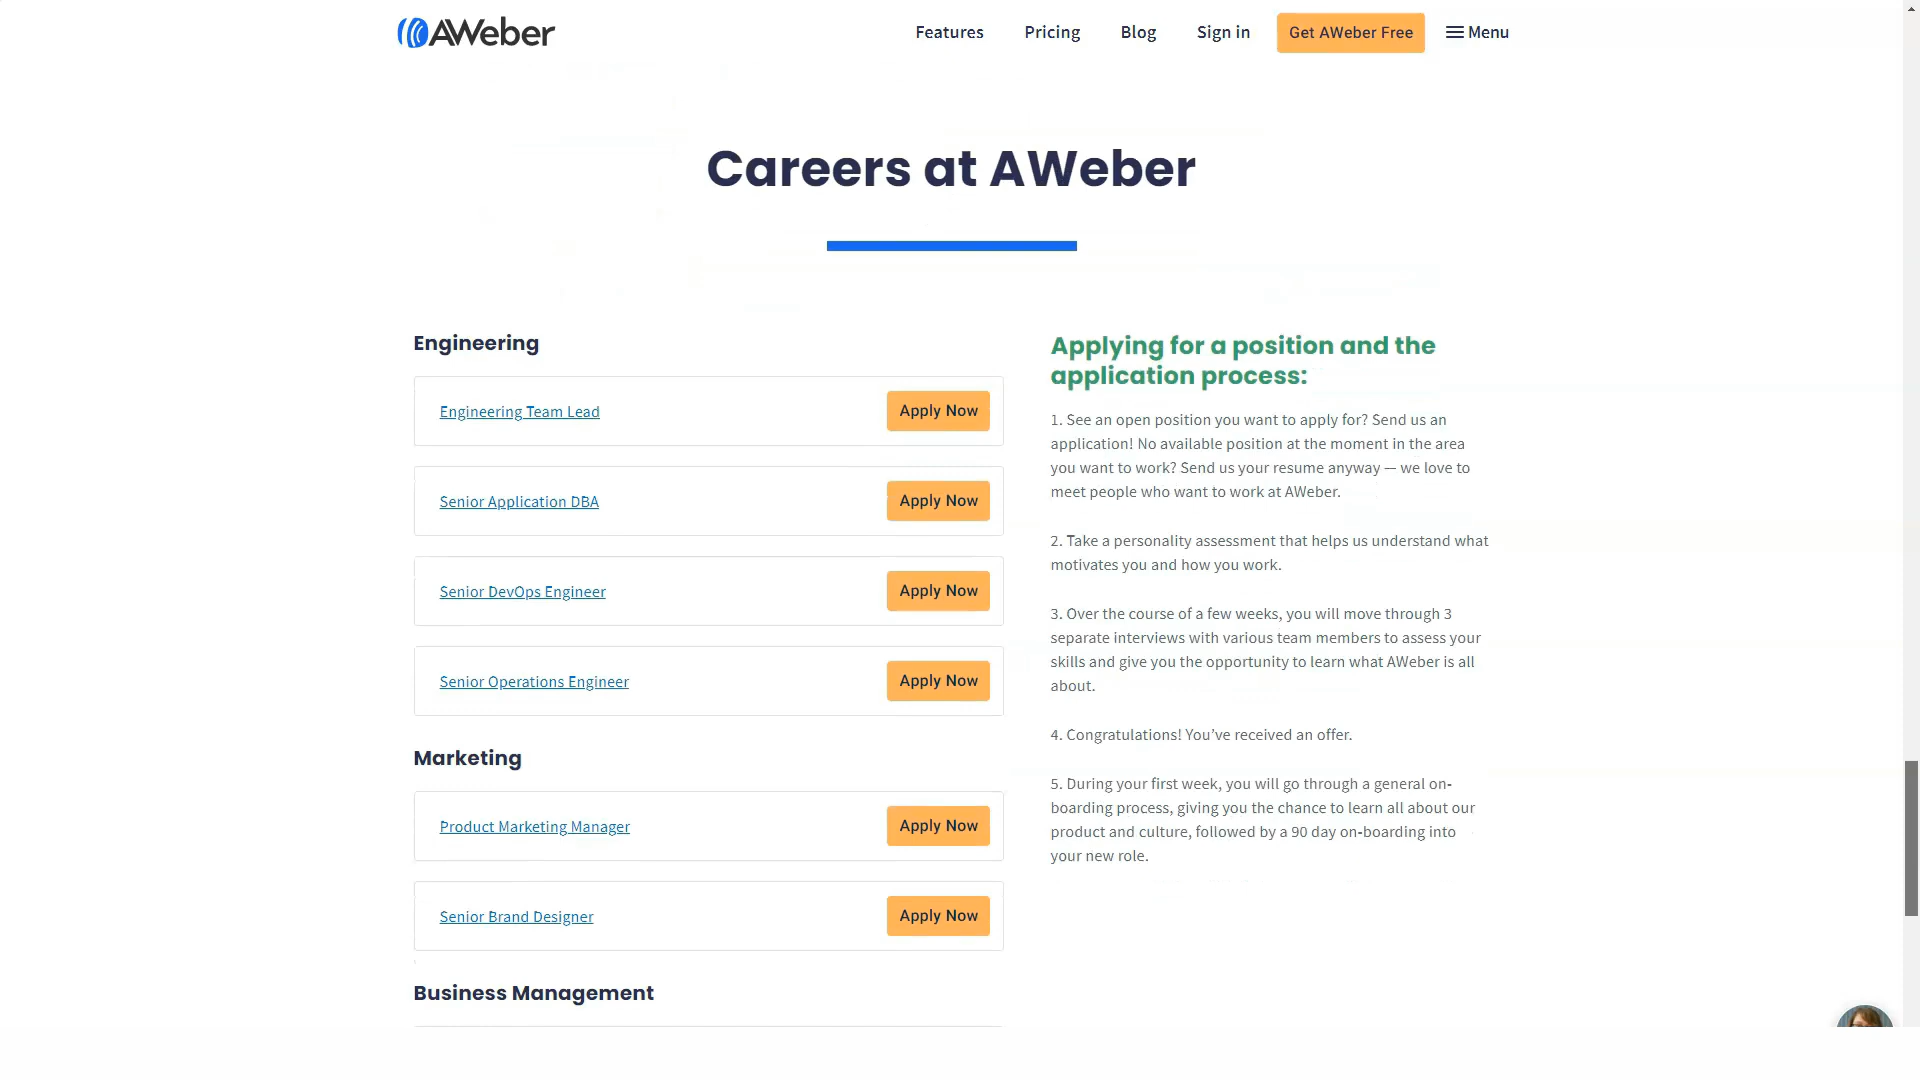 AWeber
Features
Pricing
Blog
Sign in
Get AWeber Free
Menu
Careers at AWeber
Engineering
Engineering Team Lead
Apply Now
Senior Application DBA
Apply Now
Senior DevOps Engineer
Apply Now
Senior Operations Engineer
Apply Now
Marketing
Product Marketing Manager
Apply Now
Senior Brand Designer
Apply Now
Business Management
Applying for a position and the
application process:
1. See an open position you want to apply for? Send us an
application! No available position at the moment in the area
you want to work? Send us your resume anyway — we love to
meet people who want to work at AWeber.
2. Take a personality assessment that helps us understand what
motivates you and how you work.
3. Over the course of a few weeks, you will move through 3
separate interviews with various team members to assess your
skills and give you the opportunity to learn what AWeber is all
about.
4. Congratulations! You’ve received an offer.
5. During your first week, you will go through a general on-
boarding process, giving you the chance to learn all about our
product and culture, followed by a 90 day on-boarding into
your new role.